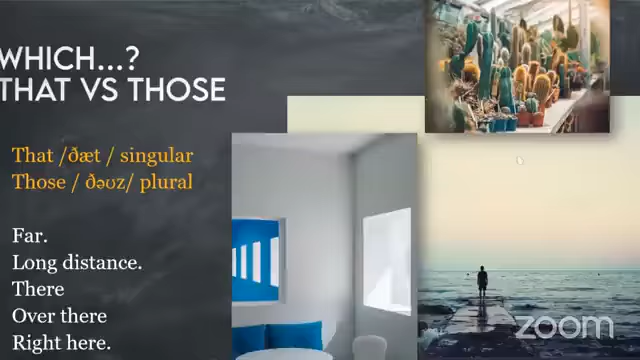 WHICH...?
THAT VS THOSE
That /ðæt / singular
Those / ðəʊz/ plural
Far.
Long distance.
There
Over there
Right here.
zoom